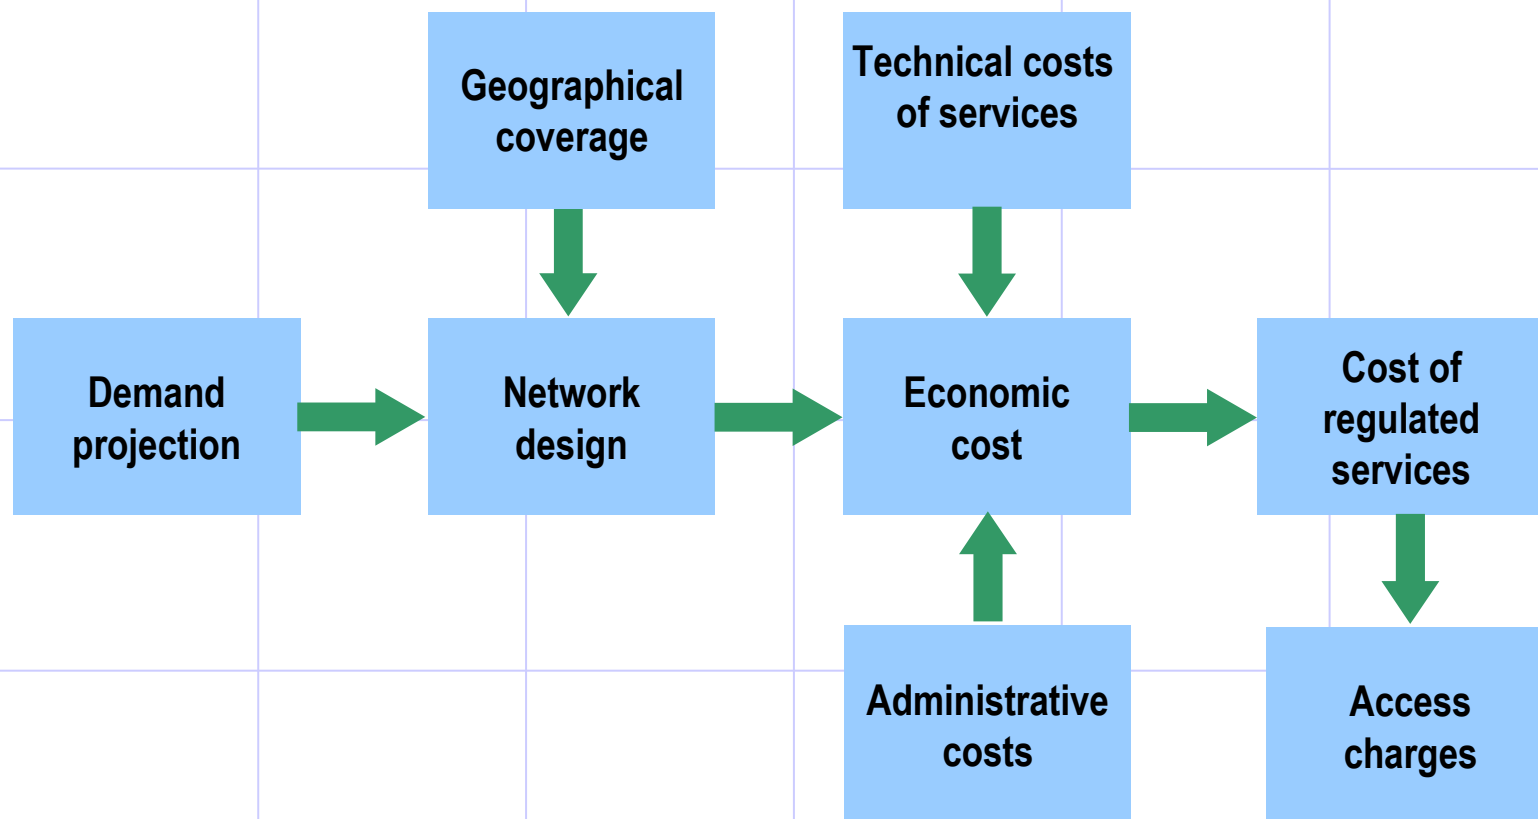 Geographical
coverage
Technical costs
of services
Demand
projection
Network
design
Economic
cost
Cost of
regulated
services
Administrative
costs
Access
charges